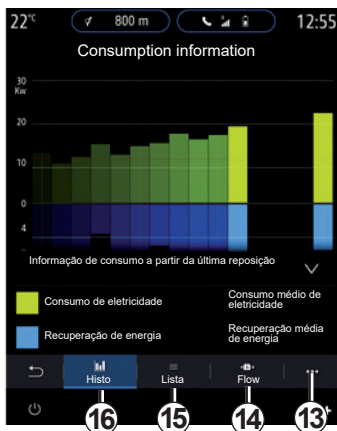 22°C 800 m 12:55
Consumption information
30
Kw
20
10
0
4
Informação de consumo a partir da última reposição
Consumo de eletricidade
Consumo médio de
eletricidade
Recuperação de energia
Recuperação média
de energia
Histo Lista Flow
16 15 14 13